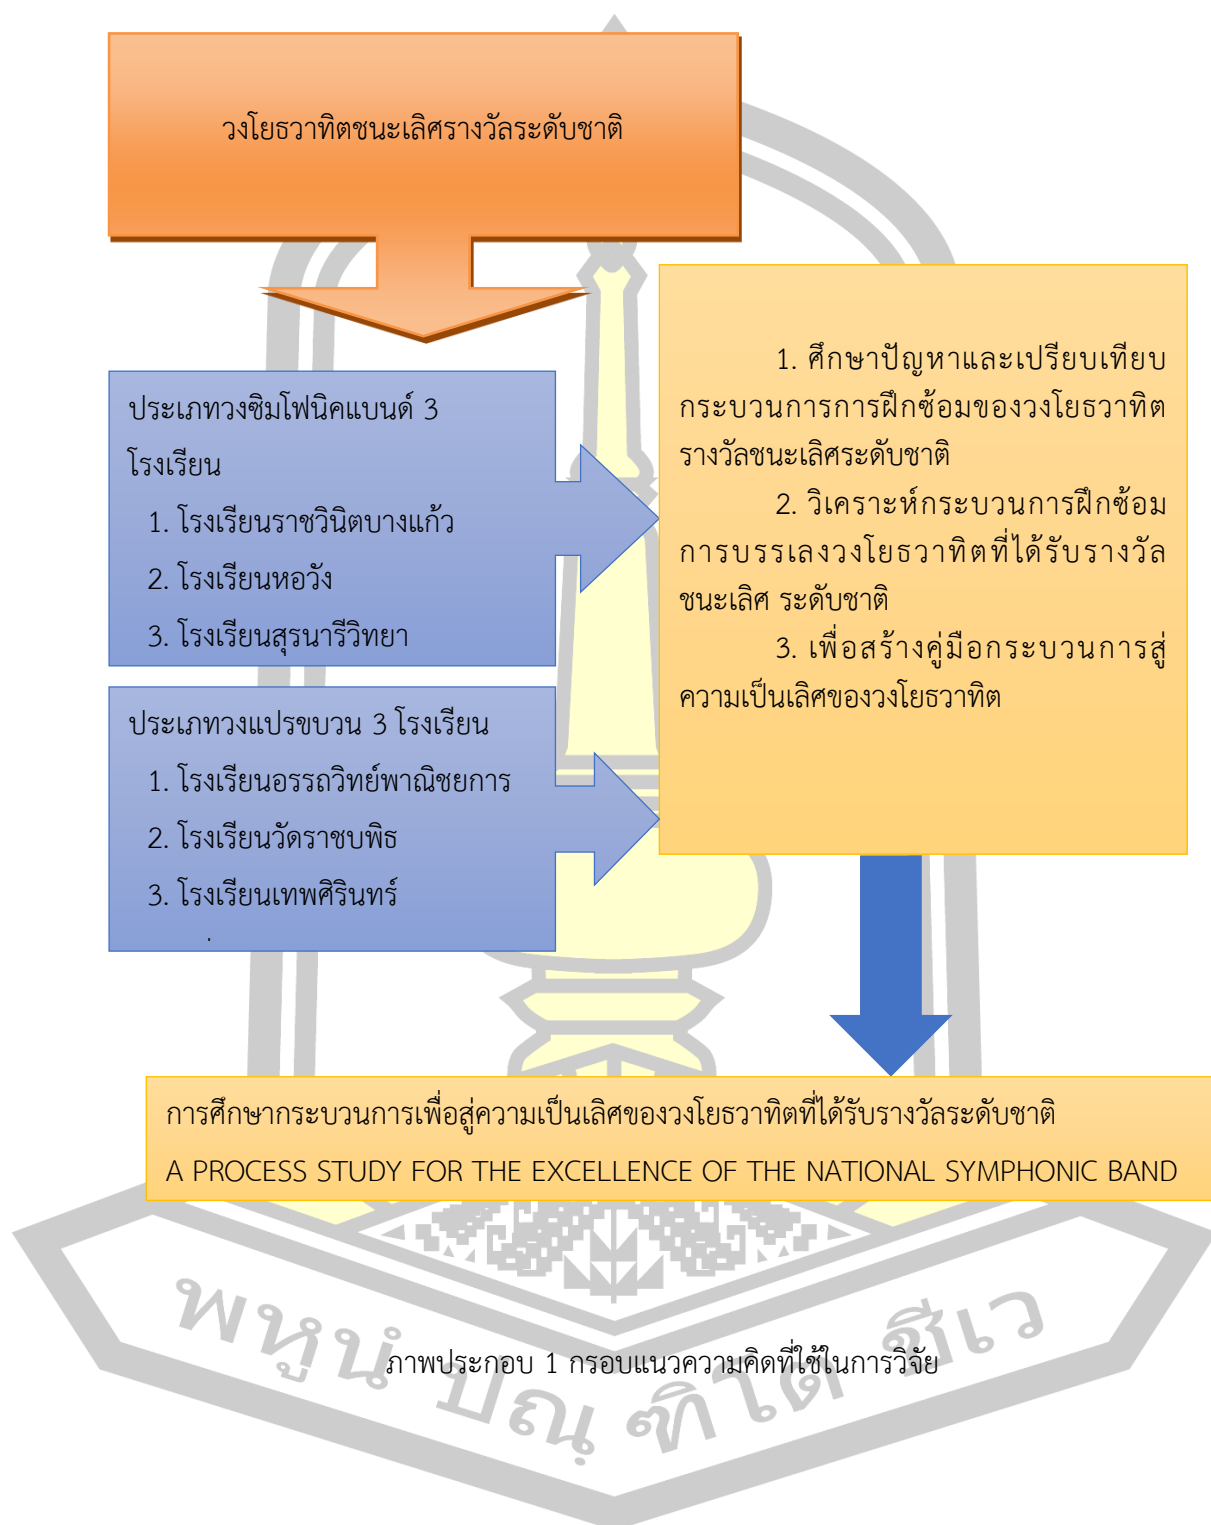 วงโยธวาทิตชนะเลิศรางวัลระดับชาติ
ประเภทวงซิมโฟนิคแบนด์ 3
โรงเรียน
1. โรงเรียนราชวินิตบางแก้ว
2. โรงเรียนหอวัง
3. โรงเรียนสุรนารีวิทยา
ประเภทวงแปรขบวน 3 โรงเรียน
1. โรงเรียนอรรถวิทย์พาณิชยการ
2. โรงเรียนวัดราชบพิธ
3. โรงเรียนเทพศิรินทร์
.
1. ศึกษาปัญหาและเปรียบเทียบ
กระบวนการการฝึกซ้อมของวงโยธวาทิต
รางวัลชนะเลิศระดับชาติ
2. วิเคราะห์กระบวนการฝึกซ้อม
การบรรเลงวงโยธวาทิตที่ได้รับรางวัล
ชนะเลิศ ระดับชาติ
3. เพื่อสร้างคู่มือกระบวนการสู่
ความเป็นเลิศของวงโยธวาทิต
การศึกษากระบวนการเพื่อสู่ความเป็นเลิศของวงโยธวาทิตที่ได้รับรางวัลระดับชาติ
A PROCESS STUDY FOR THE EXCELLENCE OF THE NATIONAL SYMPHONIC BAND
ภาพประกอบ 1 กรอบแนวความคิดที่ใช้ในการวิจัย
พหูนํ ปณฺฑิโต ชีเว